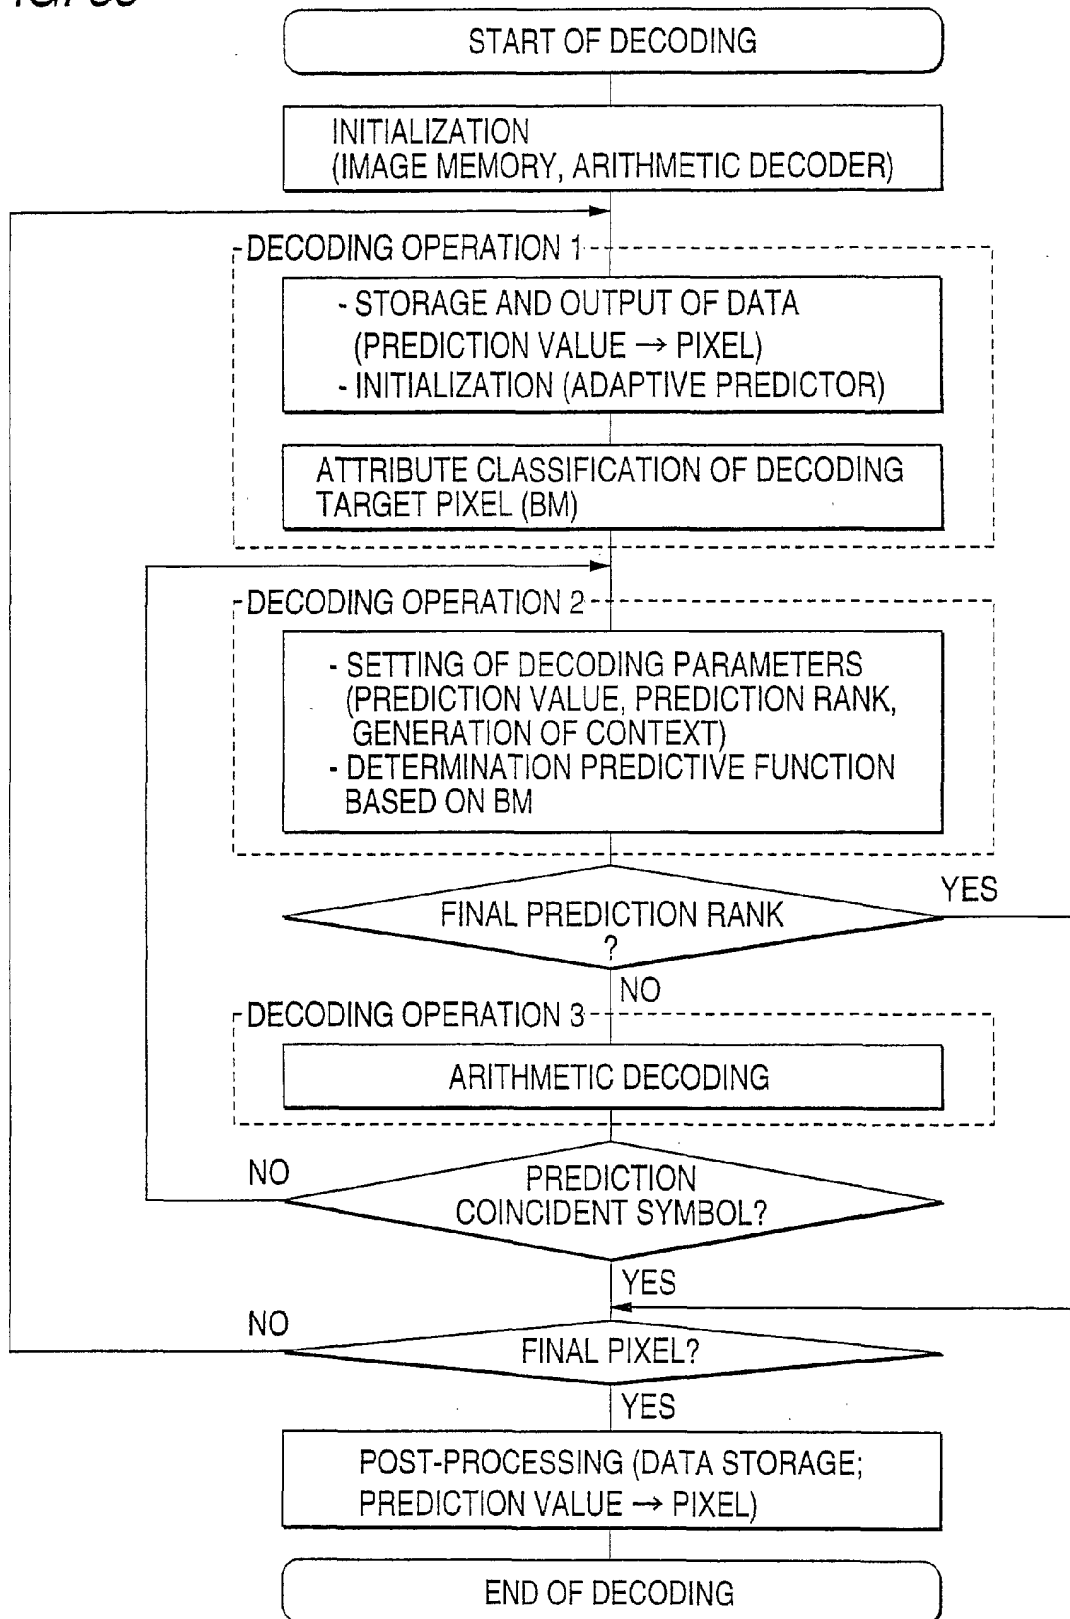 START OF DECODING
INITIALIZATION
(IMAGE MEMORY, ARITHMETIC DECODER)
DECODING OPERATION 1
- STORAGE AND OUTPUT OF DATA
(PREDICTION VALUE → PIXEL)
- INITIALIZATION (ADAPTIVE PREDICTOR)
ATTRIBUTE CLASSIFICATION OF DECODING
TARGET PIXEL (BM)
DECODING OPERATION 2
- SETTING OF DECODING PARAMETERS
(PREDICTION VALUE, PREDICTION RANK,
GENERATION OF CONTEXT)
- DETERMINATION PREDICTIVE FUNCTION
BASED ON BM
YES
FINAL PREDICTION RANK
?
NO
DECODING OPERATION 3
ARITHMETIC DECODING
NO
PREDICTION
COINCIDENT SYMBOL?
YES
NO
FINAL PIXEL?
YES
POST-PROCESSING (DATA STORAGE;
PREDICTION VALUE → PIXEL)
END OF DECODING